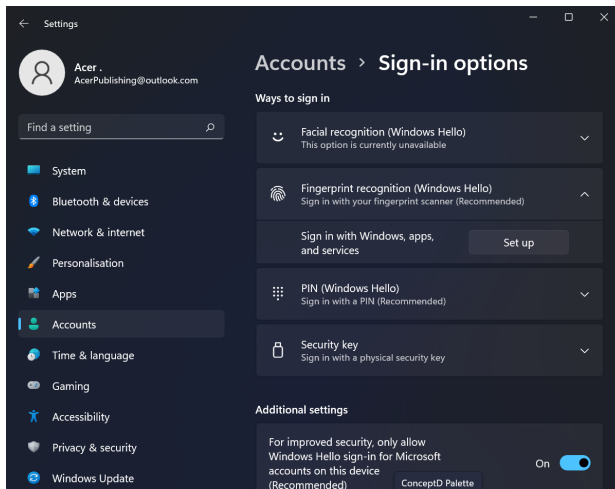 Settings
Acer .
AcerPublishing@outlook.com
Find a setting
System
Bluetooth & devices
Network & internet
Personalisation
Apps
Accounts
Time & language
Gaming
Accessibility
Privacy & security
Windows Update
Accounts > Sign-in options
Ways to sign in
Facial recognition (Windows Hello)
This option is currently unavailable
Fingerprint recognition (Windows Hello)
Sign in with your fingerprint scanner (Recommended)
Sign in with Windows, apps,
and services
Set up
PIN (Windows Hello)
Sign in with a PIN (Recommended)
Security key
Sign in with a physical security key
Additional settings
For improved security, only allow
Windows Hello sign-in for Microsoft
accounts on this device
(Recommended)
On
ConceptD Palette